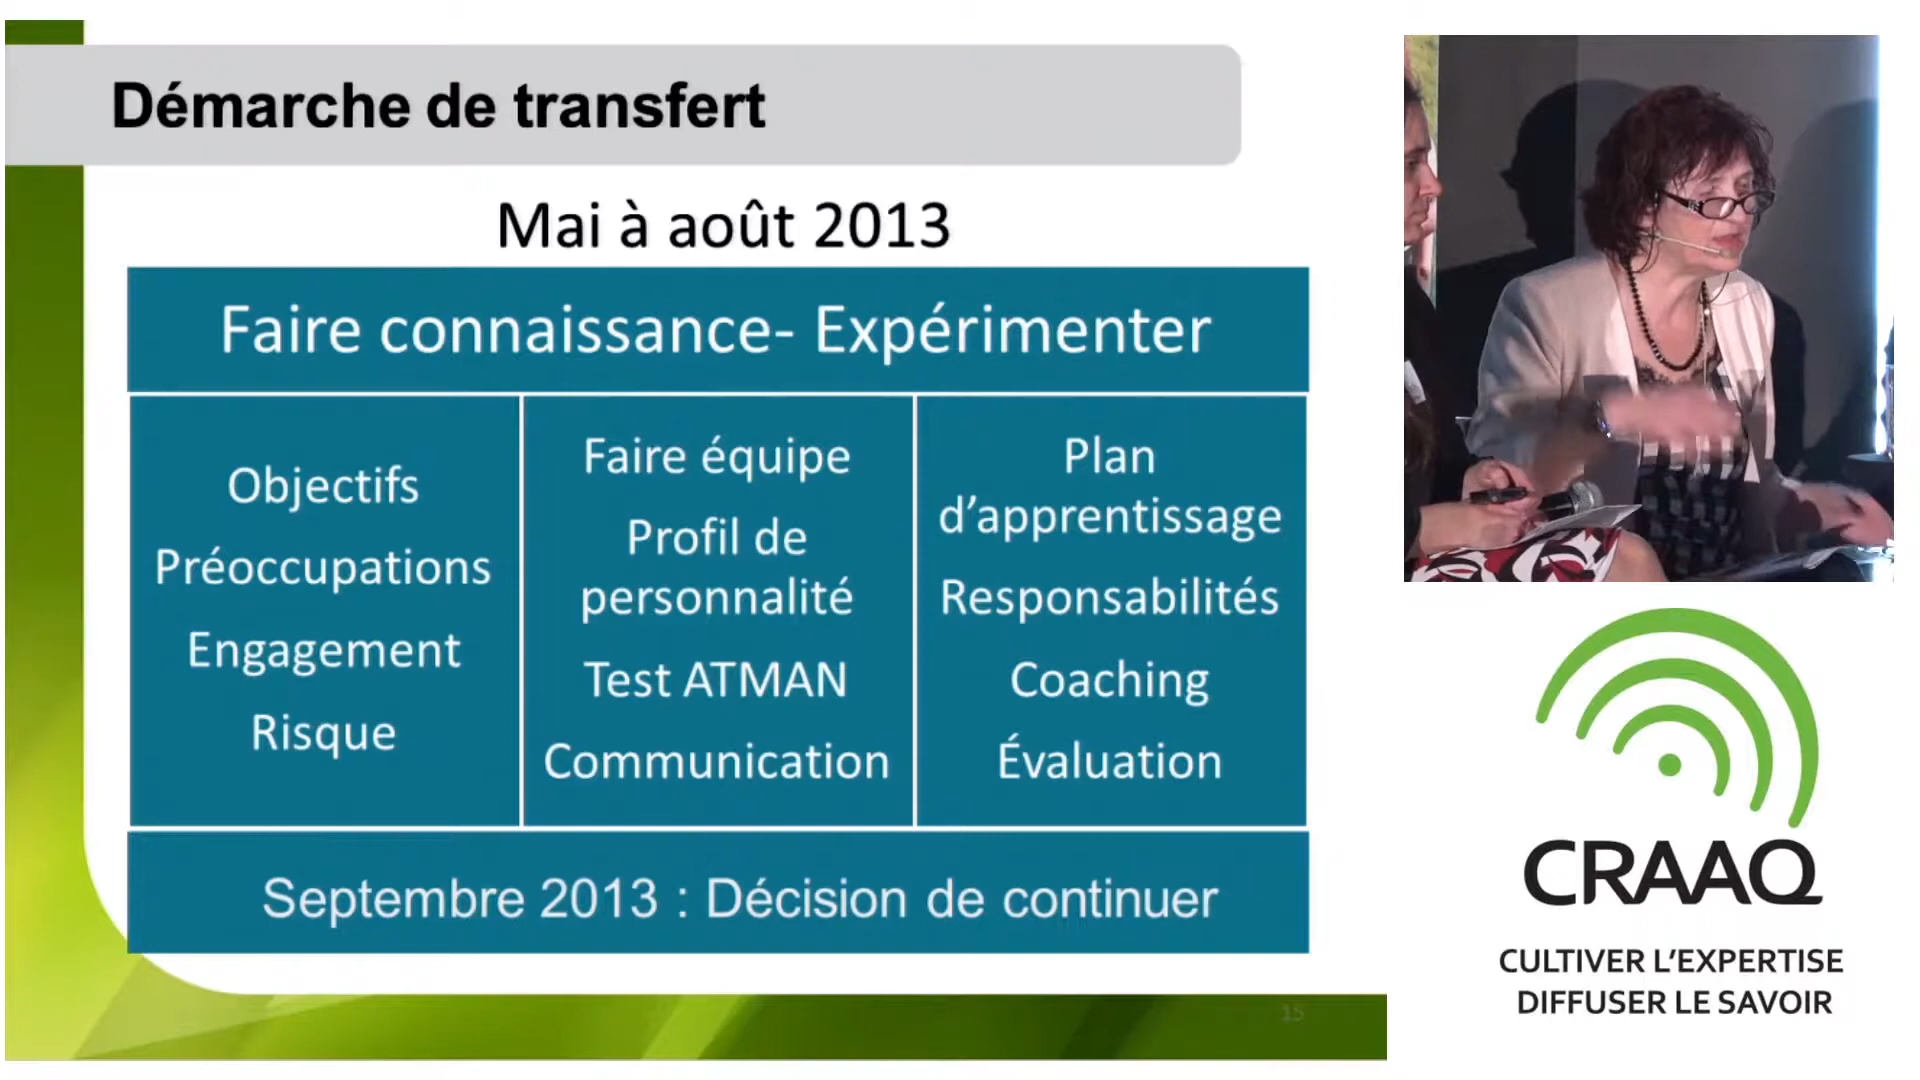 Démarche de transfert
Mai à août 2013
Faire connaissance- Expérimenter
Objectifs
Préoccupations
Engagement
Risque
Faire équipe
Profil de
personnalité
Test ATMAN
Communication
Plan
d’apprentissage
Responsabilités
Coaching
Évaluation
Septembre 2013 : Décision de continuer
15
CRAAQ
CULTIVER L’EXPERTISE
DIFFUSER LE SAVOIR